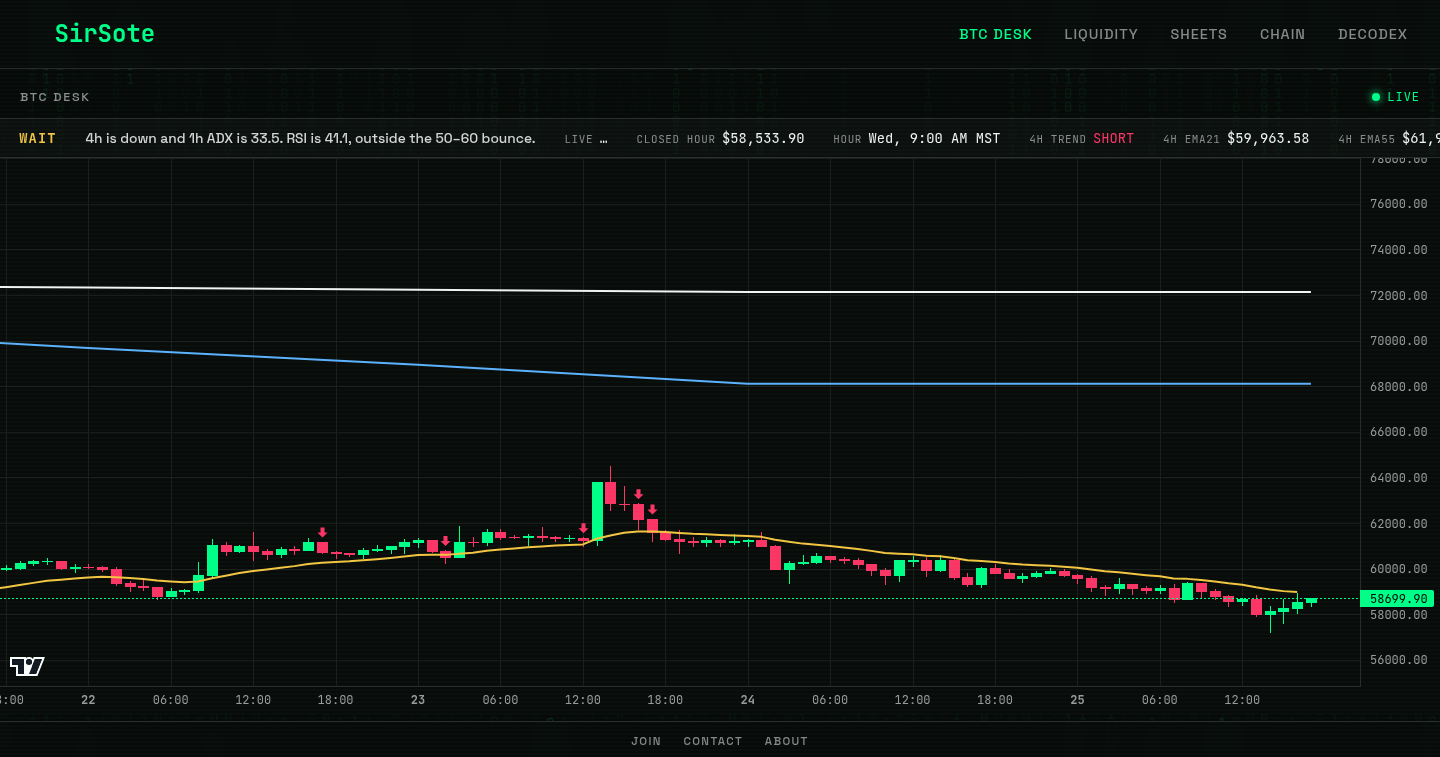 SirSote
BTC DESK LIQUIDITY SHEETS CHAIN DECODEX
BTC DESK
LIVE
WAIT 4h is down and 1h ADX is 33.5. RSI is 41.1, outside the 50–60 bounce. LIVE … CLOSED HOUR $58,533.90 HOUR Wed, 9:00 AM MST 4H TREND SHORT 4H EMA21 $59,963.58 4H EMA55 $61,9
78000.00
76000.00
74000.00
72000.00
70000.00
68000.00
66000.00
64000.00
62000.00
60000.00
58699.90
58000.00
56000.00
:00 22 06:00 12:00 18:00 23 06:00 12:00 18:00 24 06:00 12:00 18:00 25 06:00 12:00
JOIN CONTACT ABOUT